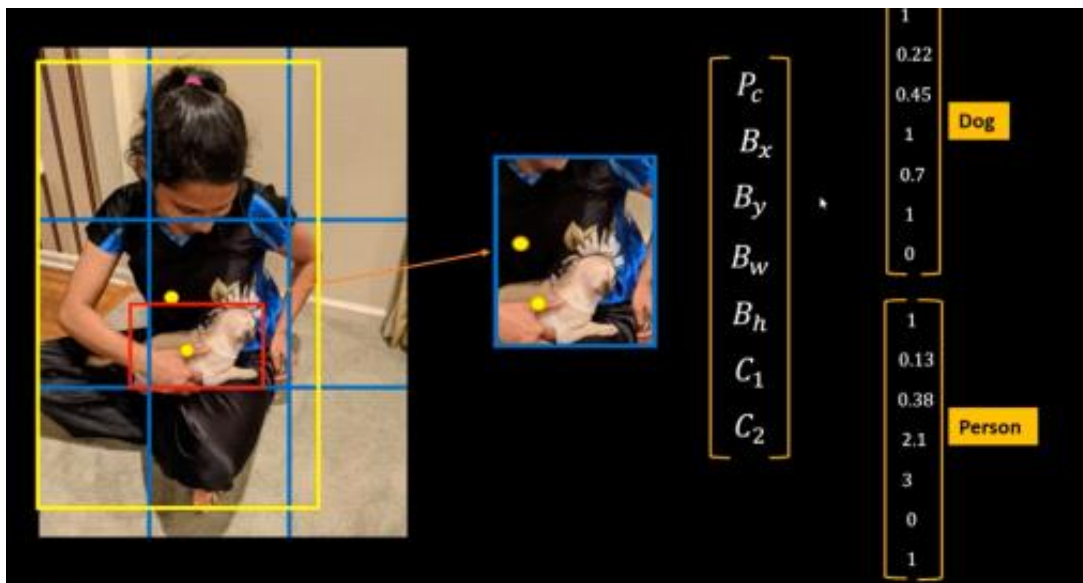 P_c
B_x
B_y
B_w
B_h
C_1
C_2
1
0.22
0.45
1
0.7
1
0
Dog
1
0.13
0.38
2.1
3
0
1
Person